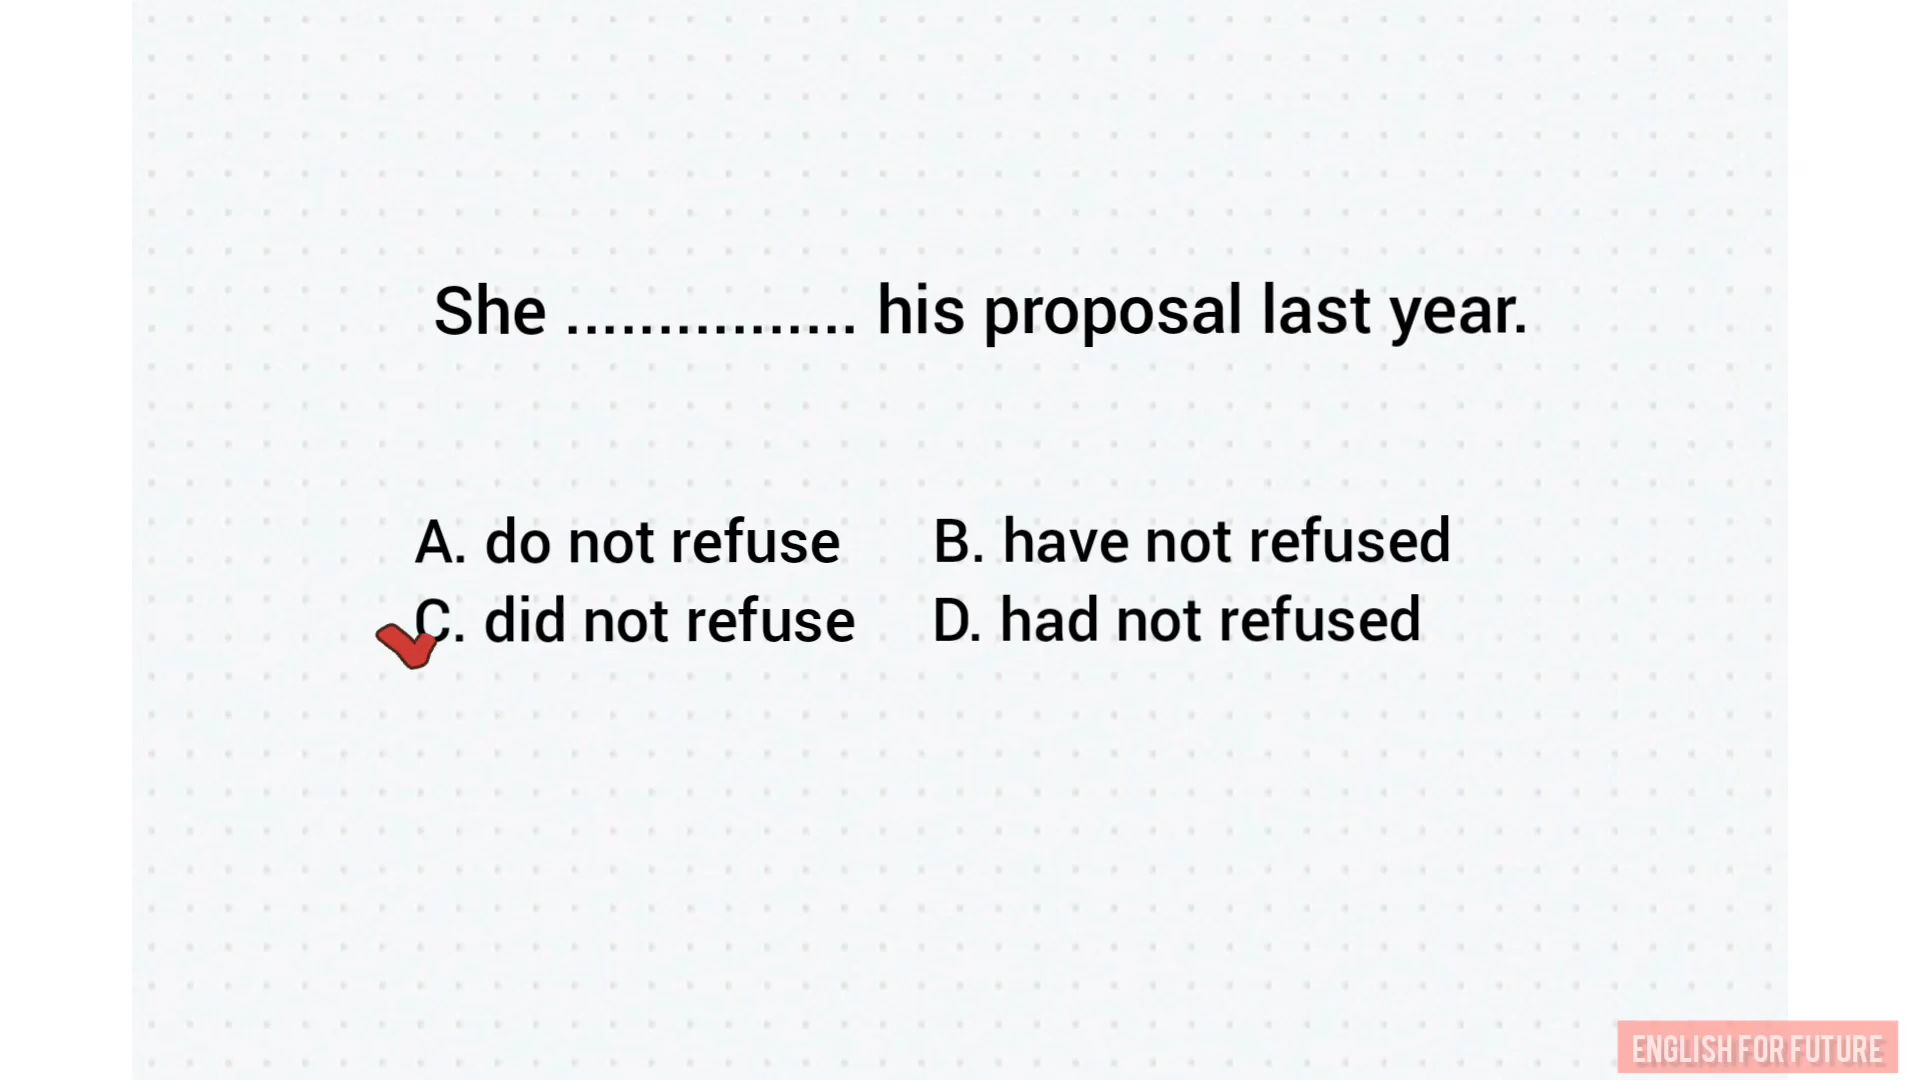 She ................ his proposal last year.
A. do not refuse B. have not refused
C. did not refuse D. had not refused
ENGLISH FOR FUTURE